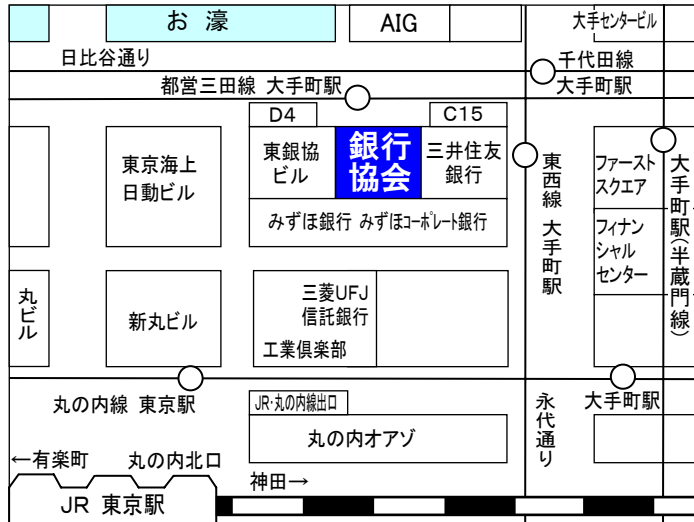 お 濠
AIG
大手センタービル
日比谷通り
千代田線
都営三田線 大手町駅
大手町駅
D4
C15
東京海上
日動ビル
東銀協
ビル
銀行
協会
三井住友
銀行
東西線 大手町駅
ファースト
スクエア
大手町駅(半蔵門線)
みずほ銀行 みずほコーポレート銀行
フィナン
シャル
センター
丸ビル
新丸ビル
三菱UFJ
信託銀行
工業倶楽部
丸の内線 東京駅
JR・丸の内線出口
永代通り
大手町駅
丸の内オアゾ
←有楽町
丸の内北口
神田→
JR 東京駅